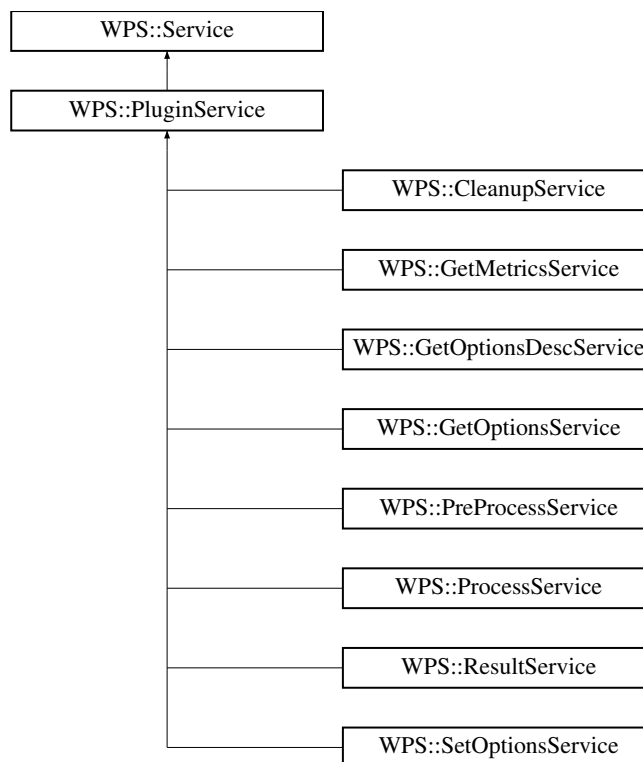 WPS::Service
WPS::PluginService
WPS::CleanupService
WPS::GetMetricsService
WPS::GetOptionsDescService
WPS::GetOptionsService
WPS::PreProcessService
WPS::ProcessService
WPS::ResultService
WPS::SetOptionsService